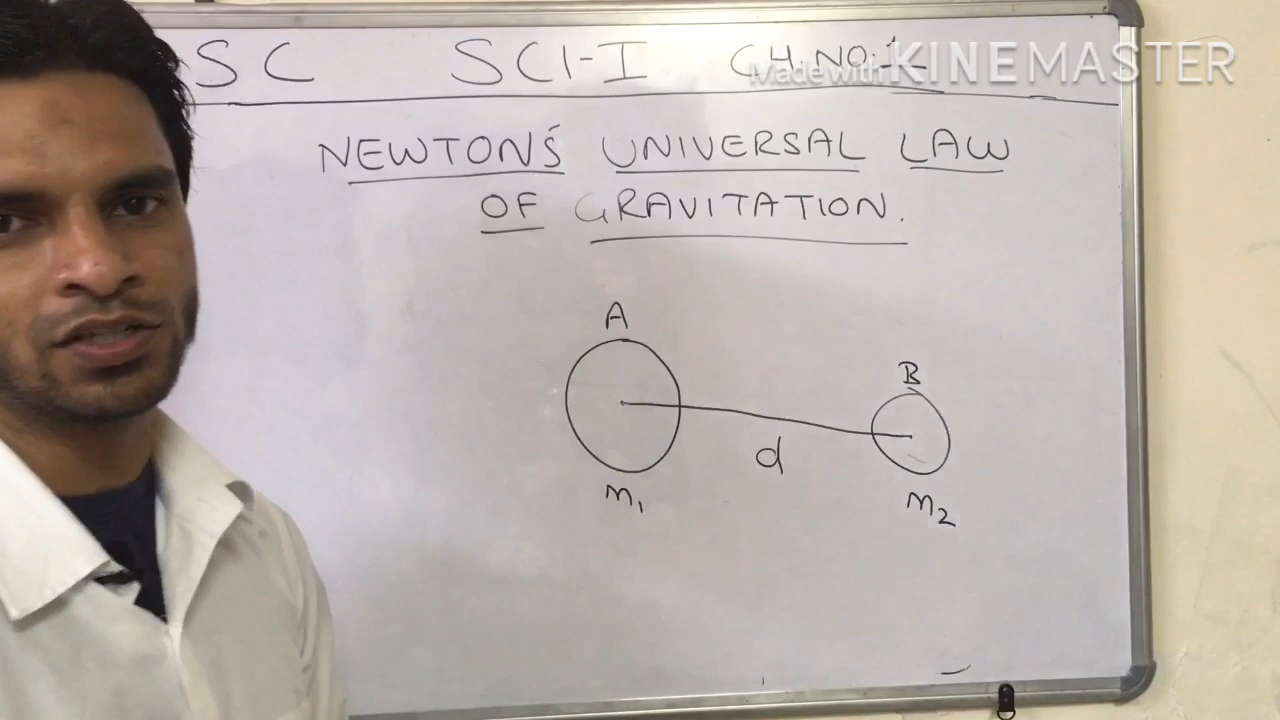 SC SCI-I CH.NO.1
Made with KINEMASTER
NEWTON'S UNIVERSAL LAW
OF GRAVITATION.
A
B
d
m1
m2